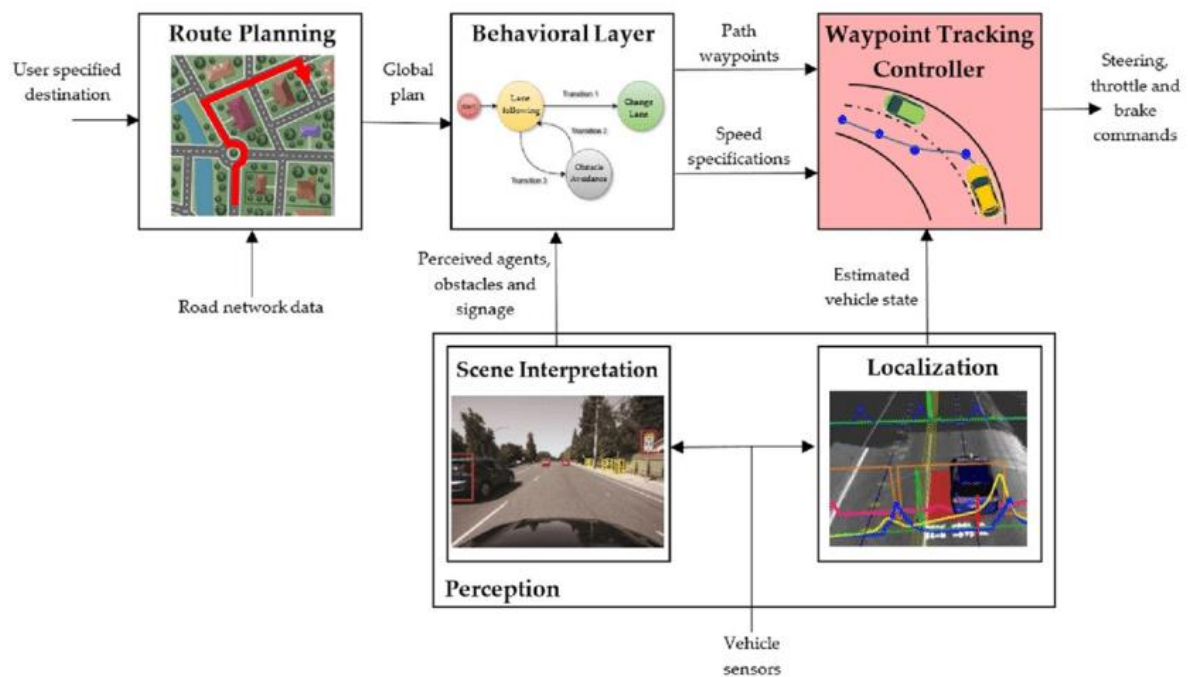 Route Planning
Behavioral Layer
Waypoint Tracking
Controller
User specified
destination
Global
plan
Path
waypoints
Speed
specifications
Steering,
throttle and
brake
commands
Start
Lane
following
Transition 1
Change
Lane
Transition 2
Transition 3
Obstacle
Avoidance
Road network data
Perceived agents,
obstacles and
signage
Estimated
vehicle state
Scene Interpretation
Localization
Perception
Vehicle
sensors